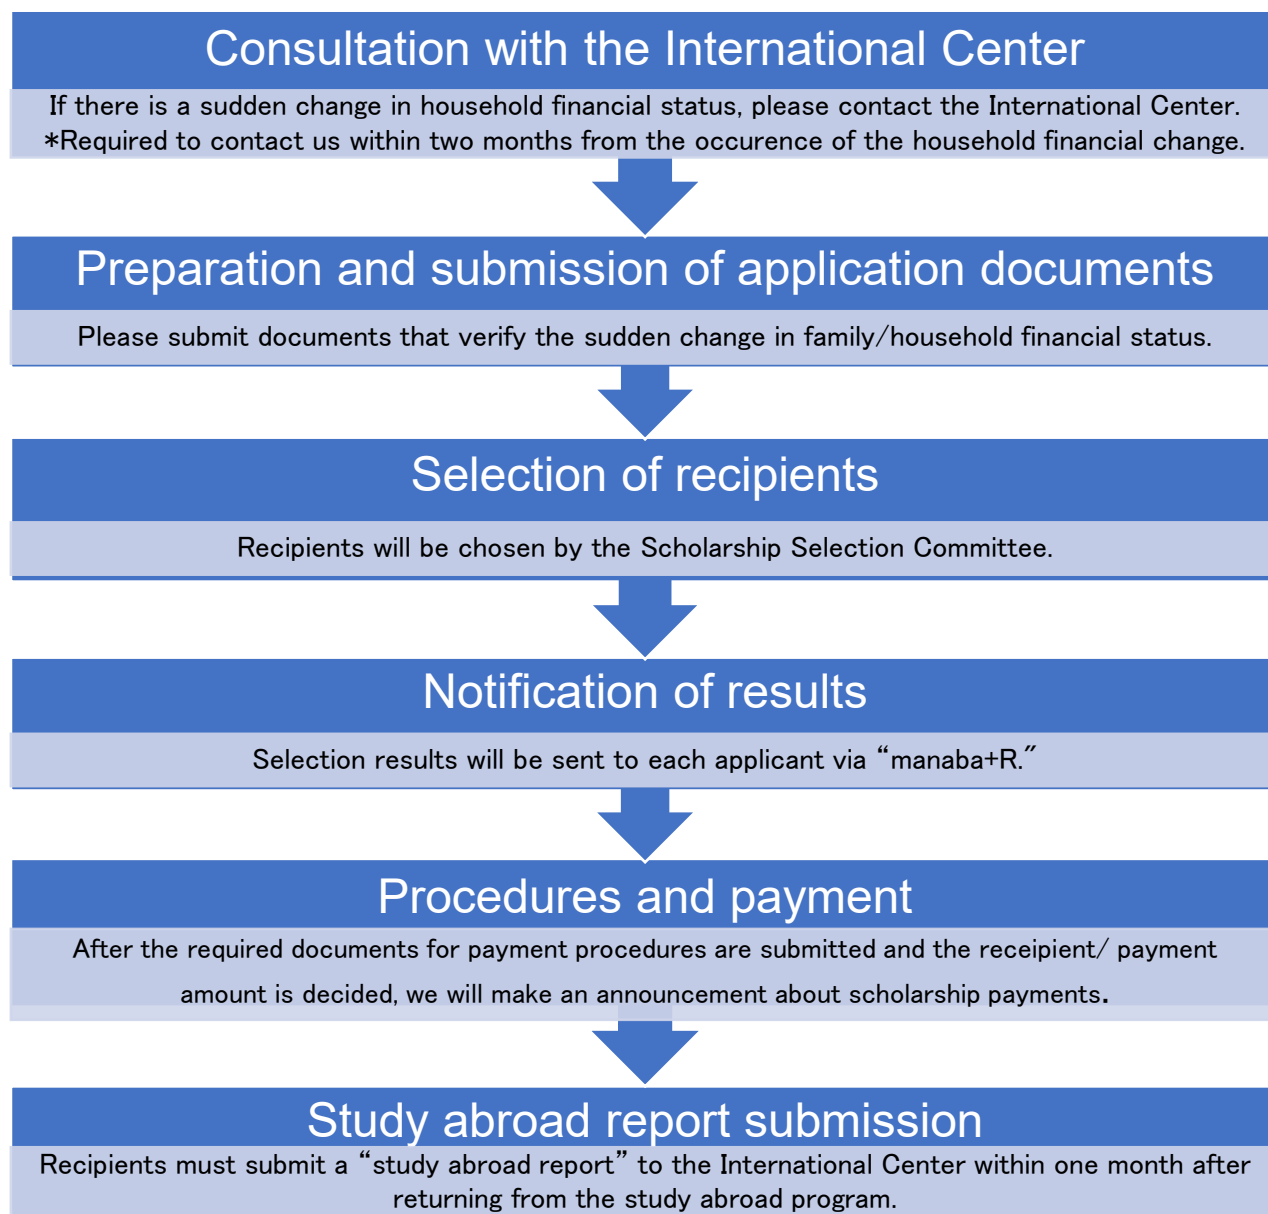 Consultation with the International Center
If there is a sudden change in household financial status, please contact the International Center.
*Required to contact us within two months from the occurence of the household financial change.
Preparation and submission of application documents
Please submit documents that verify the sudden change in family/household financial status.
Selection of recipients
Recipients will be chosen by the Scholarship Selection Committee.
Notification of results
Selection results will be sent to each applicant via “manaba+R.”
Procedures and payment
After the required documents for payment procedures are submitted and the receipient/ payment
amount is decided, we will make an announcement about scholarship payments.
Study abroad report submission
Recipients must submit a “study abroad report” to the International Center within one month after
returning from the study abroad program.